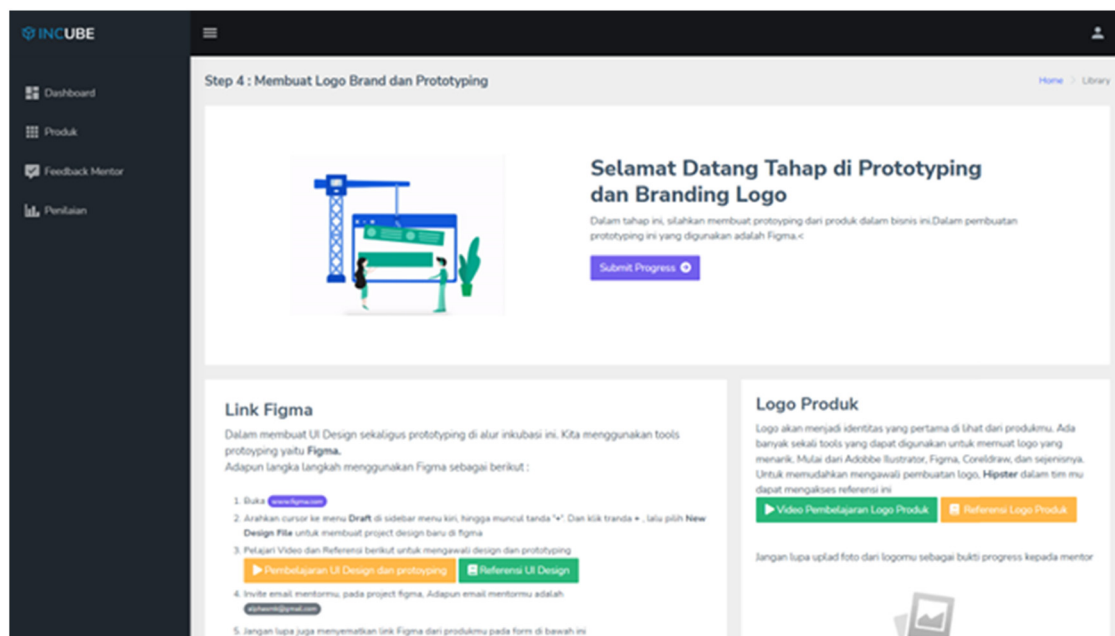 INCUBE
Dashboard
Produk
Feedback Mentor
Penilaian
Step 4 : Membuat Logo Brand dan Prototyping
Home > Library
Selamat Datang Tahap di Prototyping
dan Branding Logo
Dalam tahap ini, silahkan membuat protoyping dari produk dalam bisnis ini.Dalam pembuatan
prototyping ini yang digunakan adalah Figma.<
Submit Progress
Link Figma
Dalam membuat UI Design sekaligus prototyping di alur inkubasi ini. Kita menggunakan tools
protoyping yaitu Figma.
Adapun langka langkah menggunakan Figma sebagai berikut :
1. Buka www.figma.com
2. Arahkan cursor ke menu Draft di sidebar menu kiri, hingga muncul tanda "+". Dan klik tranda + , lalu pilih New
Design File untuk membuat project design baru di figma
3. Pelajari Video dan Referensi berikut untuk mengawali design dan prototyping
Pembelajaran UI Design dan protoyping
Referensi UI Design
4. Invite email mentormu, pada project figma, Adapun email mentormu adalah
5. Jangan lupa juga menyematkan link Figma dari produkmu pada form di bawah ini
Logo Produk
Logo akan menjadi identitas yang pertama di lihat dari produkmu. Ada
banyak sekali tools yang dapat digunakan untuk memuat logo yang
menarik. Mulai dari Adobbe Ilustrator, Figma, Coreldraw, dan sejenisnya.
Untuk memudahkan mengawali pembuatan logo, Hipster dalam tim mu
dapat mengakses referensi ini
Video Pembelajaran Logo Produk
Referensi Logo Produk
Jangan lupa uplad foto dari logomu sebagai bukti progress kepada mentor